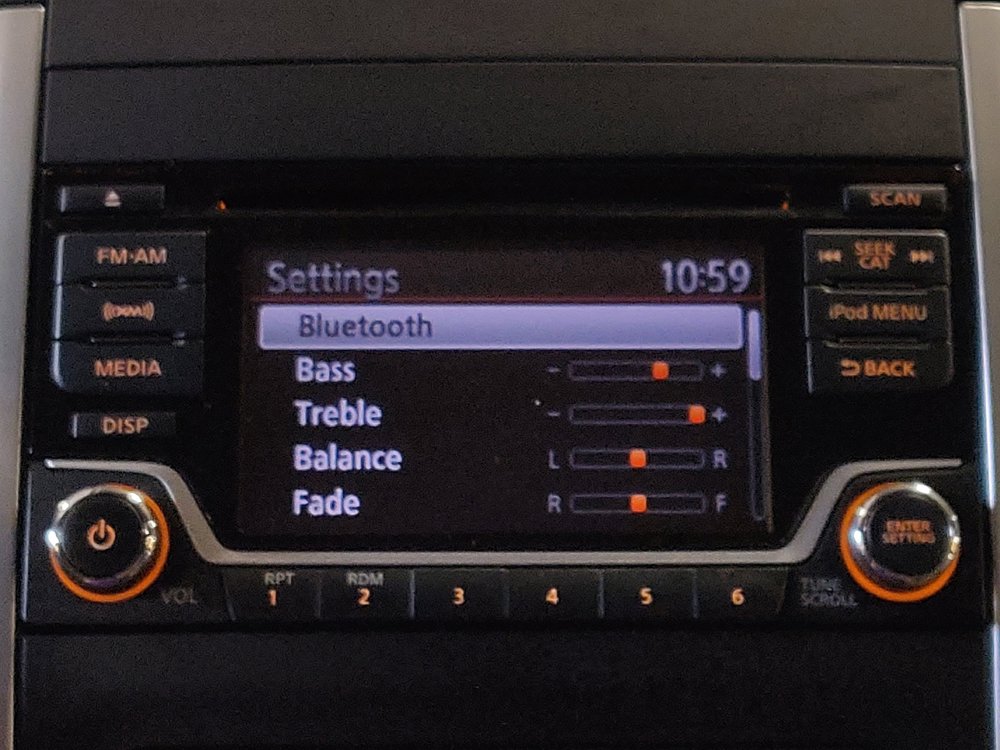 SCAN
FM·AM
((XM))
MEDIA
DISP
Settings 10:59
Bluetooth
Bass - +
Treble - +
Balance L R
Fade R F
SEEK
CAT
iPod MENU
BACK
VOL
RPT
1
RDM
2
3
4
5
6
TUNE
SCROLL
ENTER
SETTING